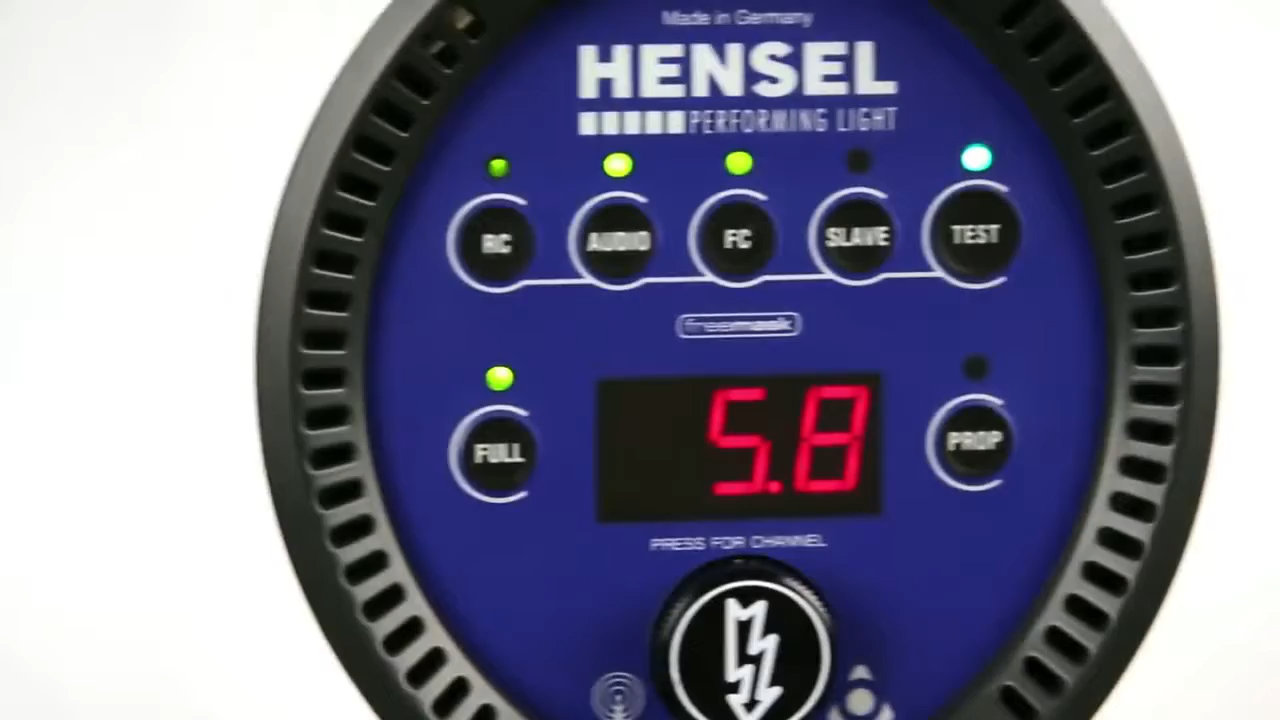 Made in Germany
HENSEL
PERFORMING LIGHT
RC AUDIO FC SLAVE TEST
freemask
FULL 5.8 PROP
PRESS FOR CHANNEL